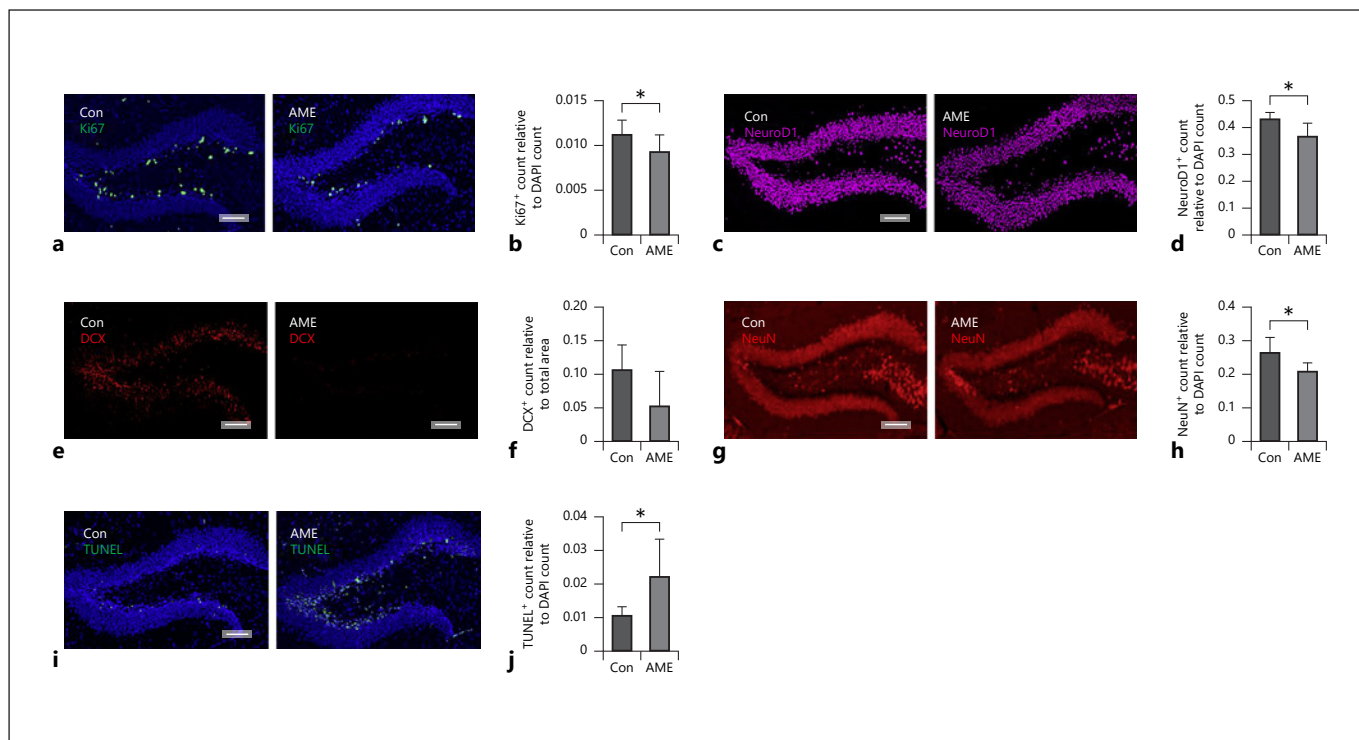 Con
Ki67
AME
Ki67
a
Ki67+ count relative
to DAPI count
0.015
0.010
0.005
0
*
Con
AME
b
Con
NeuroD1
AME
NeuroD1
c
NeuroD1+ count
relative to DAPI count
0.5
0.4
0.3
0.2
0.1
0
*
Con
AME
d
Con
DCX
AME
DCX
e
DCX+ count relative
to total area
0.20
0.15
0.10
0.05
0
Con
AME
f
Con
NeuN
AME
NeuN
g
NeuN+ count relative
to DAPI count
0.4
0.3
0.2
0.1
0
*
Con
AME
h
Con
TUNEL
AME
TUNEL
i
TUNEL+ count relative
to DAPI count
0.04
0.03
0.02
0.01
0
*
Con
AME
j